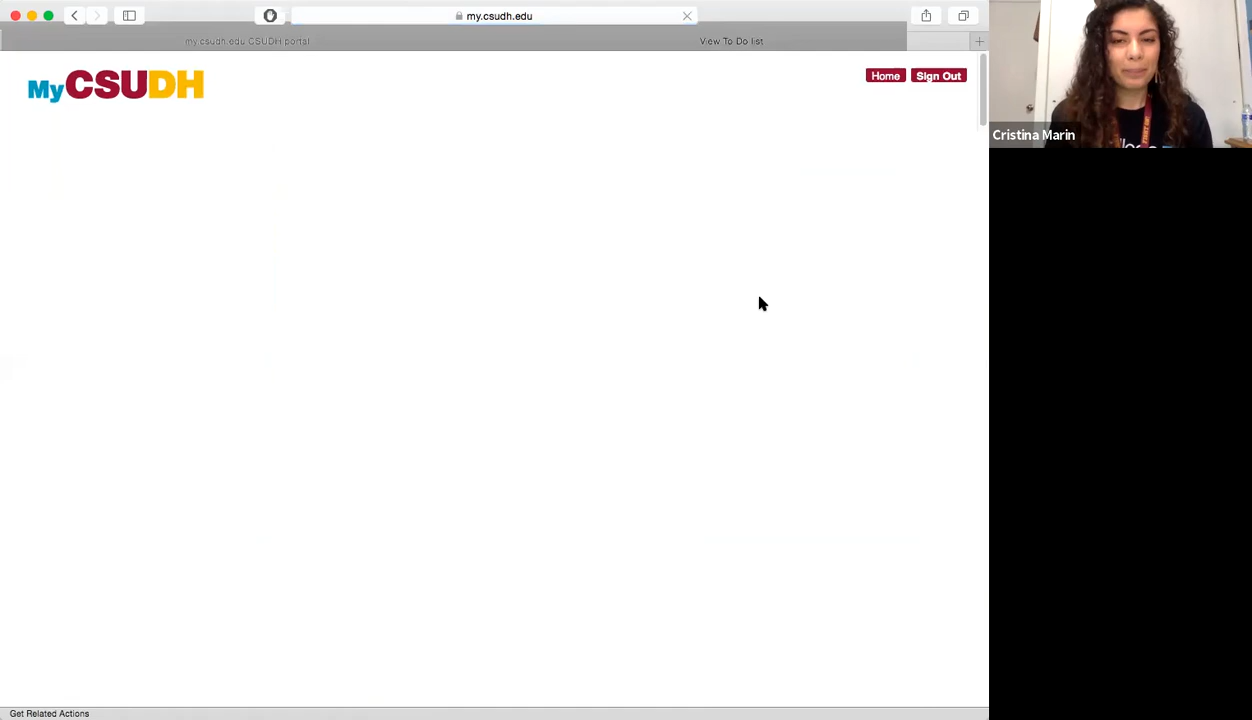 my.csudh.edu
my.csudh.edu CSUDH portal
View To Do list
MyCSUDH
Home
Sign Out
Cristina Marin
Get Related Actions